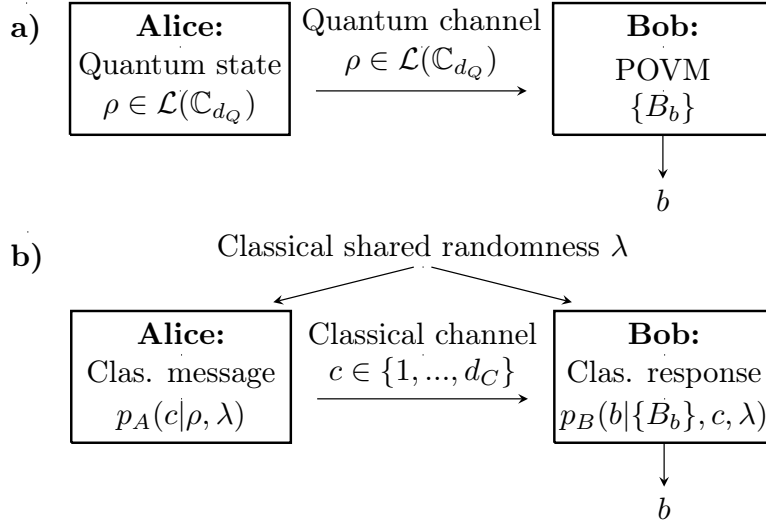 a)
Alice:
Quantum state
ρ ∈ ℒ(ℂ_{d_Q})
Quantum channel
ρ ∈ ℒ(ℂ_{d_Q})
Bob:
POVM
{B_b}
b
b)
Classical shared randomness λ
Alice:
Clas. message
p_A(c|ρ, λ)
Classical channel
c ∈ {1, ..., d_C}
Bob:
Clas. response
p_B(b|{B_b}, c, λ)
b